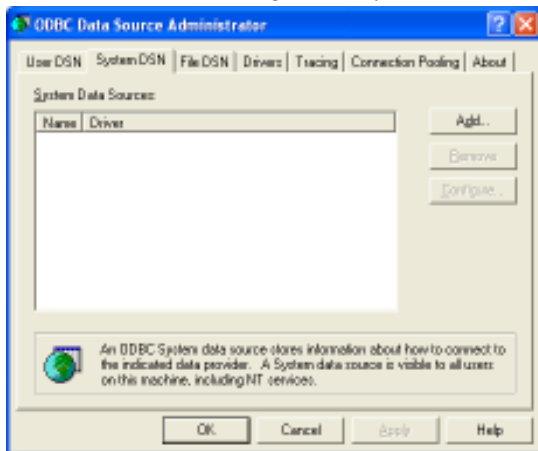 ODBC Data Source Administrator
User DSN System DSN File DSN Drivers Tracing Connection Pooling About
System Data Sources:
Name Driver
Add...
Remove
Configure...
An ODBC System data source stores information about how to connect to
the indicated data provider. A System data source is visible to all users
on this machine, including NT services.
OK Cancel Apply Help